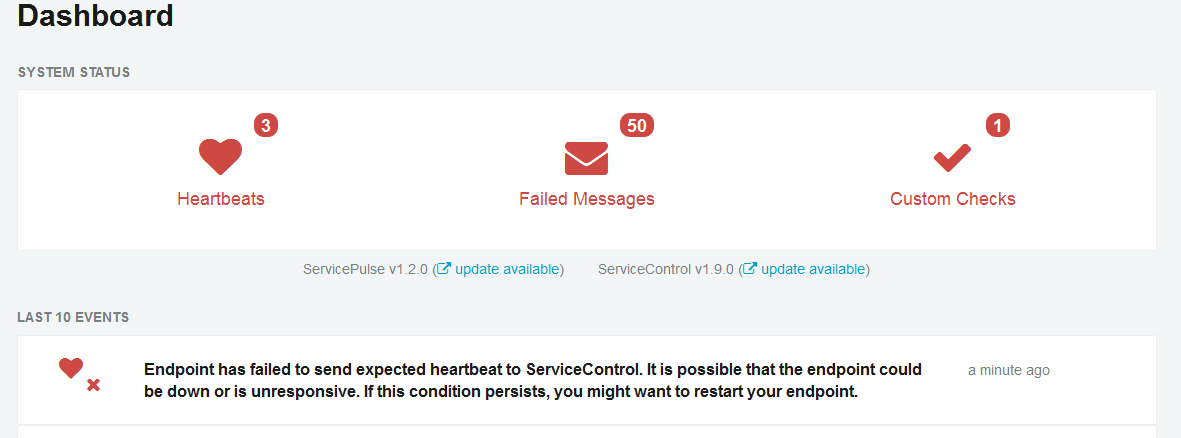 Dashboard
SYSTEM STATUS
3
50
1
Heartbeats
Failed Messages
Custom Checks
ServicePulse v1.2.0 (update available)
ServiceControl v1.9.0 (update available)
LAST 10 EVENTS
Endpoint has failed to send expected heartbeat to ServiceControl. It is possible that the endpoint could
be down or is unresponsive. If this condition persists, you might want to restart your endpoint.
a minute ago